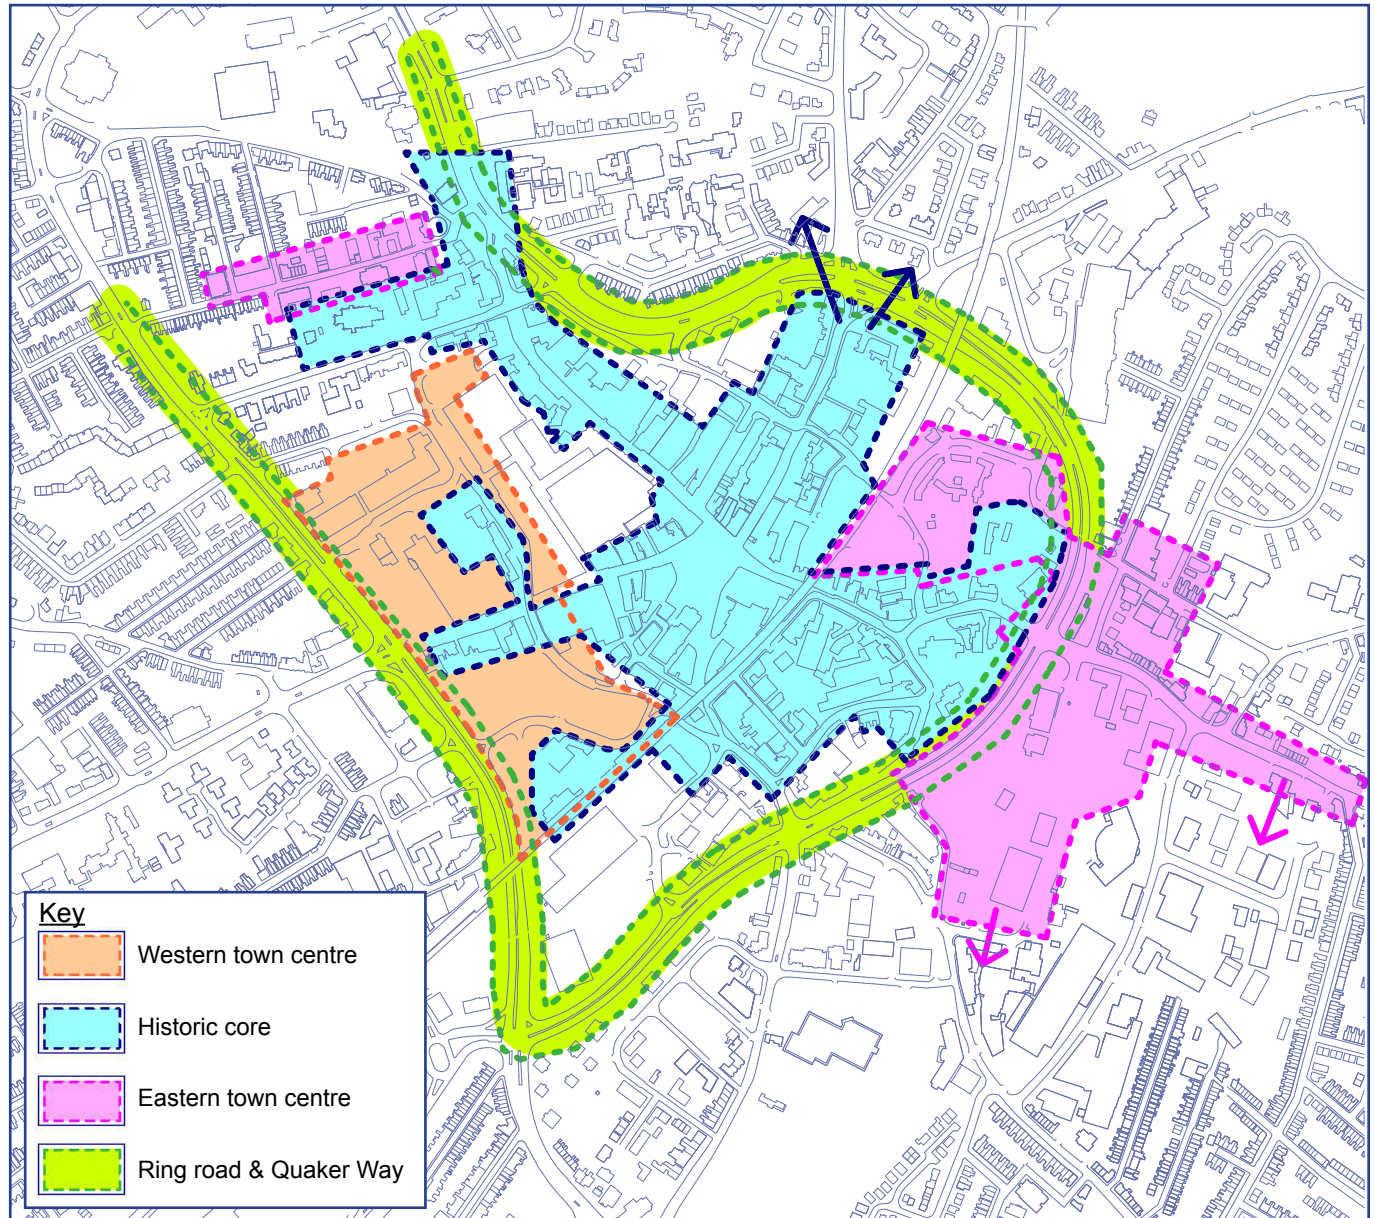 Key
Western town centre
Historic core
Eastern town centre
Ring road & Quaker Way